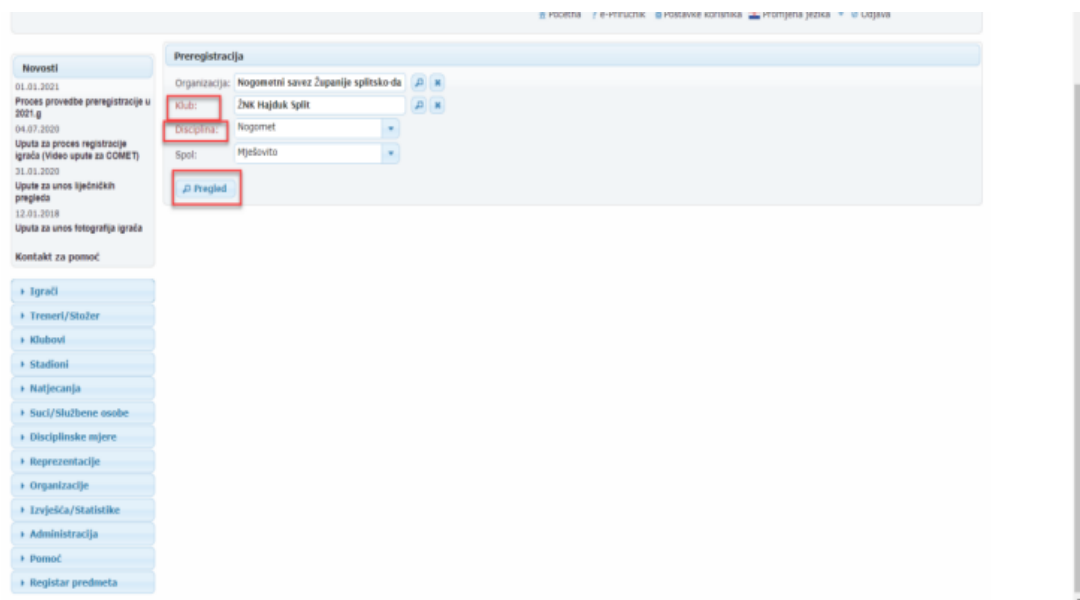 Početna ? e-Priručnik Postavke korisnika Promjena jezika Odjava
Novosti
01.01.2021
Proces provedbe preregistracije u
2021.g
04.07.2020
Uputa za proces registracije
igrača (Video upute za COMET)
31.01.2020
Upute za unos liječničkih
pregleda
12.01.2018
Uputa za unos fotografija igrača
Kontakt za pomoć
Igrači
Treneri/Stožer
Klubovi
Stadioni
Natjecanja
Suci/Službene osobe
Disciplinske mjere
Reprezentacije
Organizacije
Izvješća/Statistike
Administracija
Pomoć
Registar predmeta
Preregistracija
Organizacija: Nogometni savez Županije splitsko-da
Klub: ŽNK Hajduk Split
Disciplina: Nogomet
Spol: Mješovito
Pregled